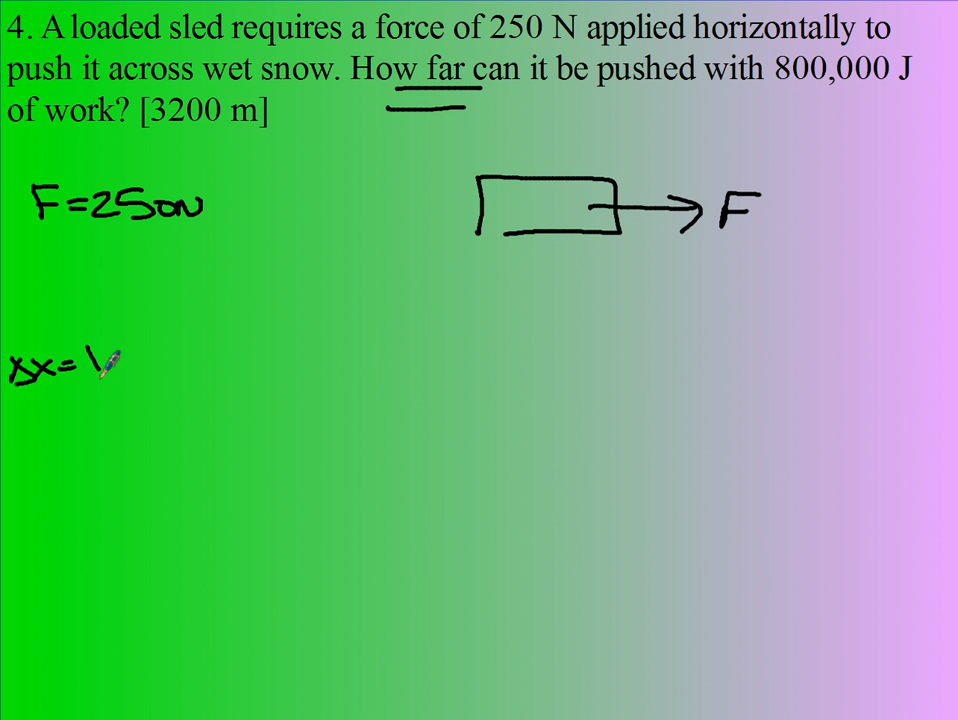 4. A loaded sled requires a force of 250 N applied horizontally to
push it across wet snow. How far can it be pushed with 800,000 J
of work? [3200 m]
F=250N
F
Δx=